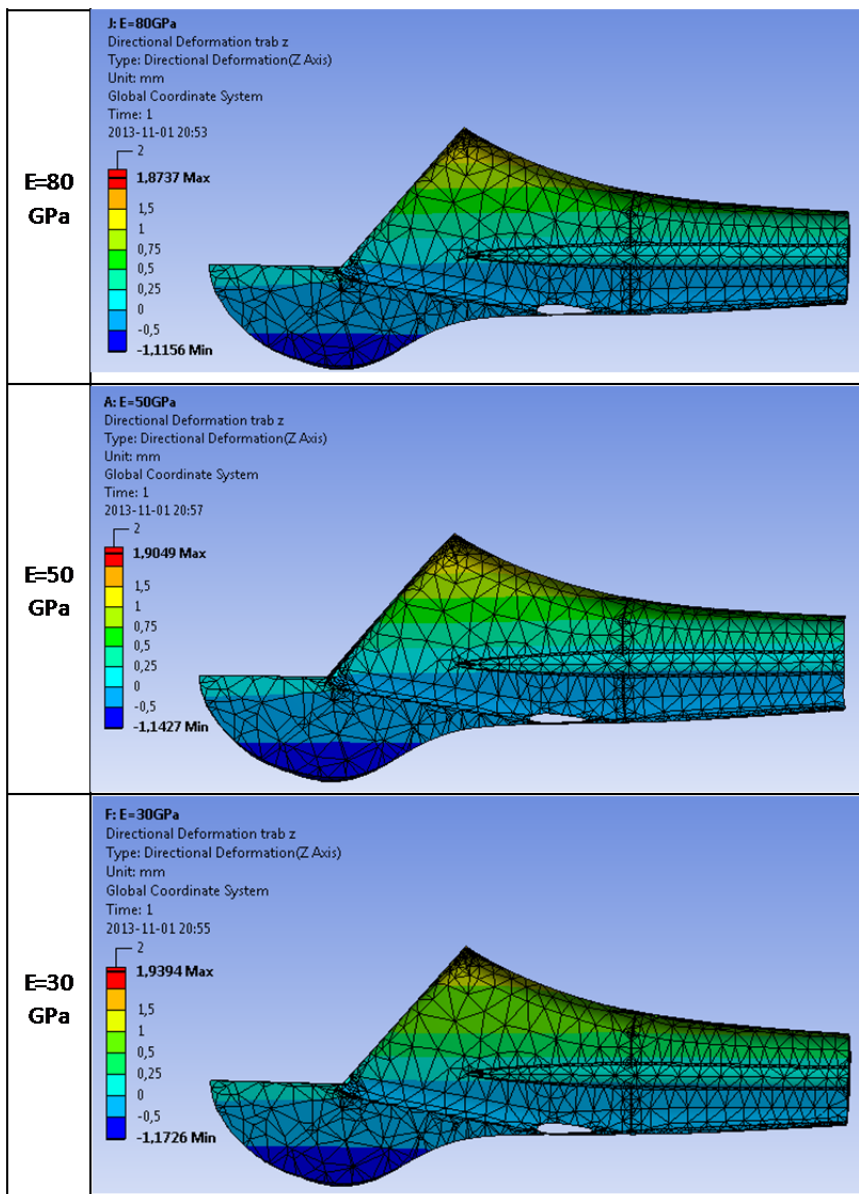 J: E=80GPa
Directional Deformation trab z
Type: Directional Deformation(Z Axis)
Unit: mm
Global Coordinate System
Time: 1
2013-11-01 20:53
2
1,8737 Max
1,5
1
0,75
0,5
0,25
0
-0,5
-1,1156 Min
E=80
GPa
A: E=50GPa
Directional Deformation trab z
Type: Directional Deformation(Z Axis)
Unit: mm
Global Coordinate System
Time: 1
2013-11-01 20:57
2
1,9049 Max
1,5
1
0,75
0,5
0,25
0
-0,5
-1,1427 Min
E=50
GPa
F: E=30GPa
Directional Deformation trab z
Type: Directional Deformation(Z Axis)
Unit: mm
Global Coordinate System
Time: 1
2013-11-01 20:55
2
1,9394 Max
1,5
1
0,5
0,25
0
-0,5
-1,1726 Min
E=30
GPa